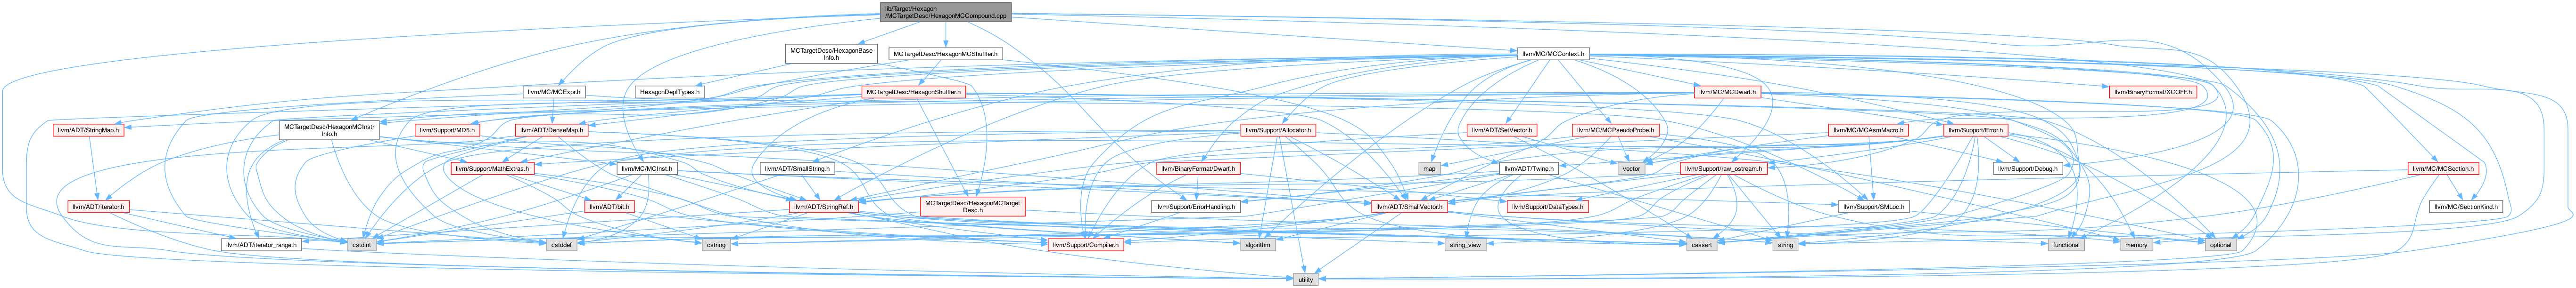 lib/Target/Hexagon
/MCTargetDesc/HexagonMCCompound.cpp
MCTargetDesc/HexagonBase
Info.h
MCTargetDesc/HexagonMCShuffler.h
llvm/MC/MCContext.h
llvm/MC/MCExpr.h
HexagonDepITypes.h
MCTargetDesc/HexagonShuffler.h
llvm/MC/MCDwarf.h
llvm/BinaryFormat/XCOFF.h
llvm/ADT/StringMap.h
MCTargetDesc/HexagonMCInstr
Info.h
llvm/Support/MD5.h
llvm/ADT/DenseMap.h
llvm/Support/Allocator.h
llvm/ADT/SetVector.h
llvm/MC/MCPseudoProbe.h
llvm/MC/MCAsmMacro.h
llvm/Support/Error.h
llvm/Support/MathExtras.h
llvm/MC/MCInst.h
llvm/ADT/SmallString.h
llvm/BinaryFormat/Dwarf.h
map
vector
llvm/ADT/Twine.h
llvm/Support/raw_ostream.h
llvm/Support/Debug.h
llvm/MC/MCSection.h
llvm/ADT/iterator.h
llvm/ADT/bit.h
llvm/ADT/StringRef.h
MCTargetDesc/HexagonMCTarget
Desc.h
llvm/Support/ErrorHandling.h
llvm/ADT/SmallVector.h
llvm/Support/DataTypes.h
llvm/Support/SMLoc.h
llvm/MC/SectionKind.h
llvm/ADT/iterator_range.h
cstdint
cstddef
cstring
llvm/Support/Compiler.h
algorithm
string_view
cassert
string
functional
memory
optional
utility